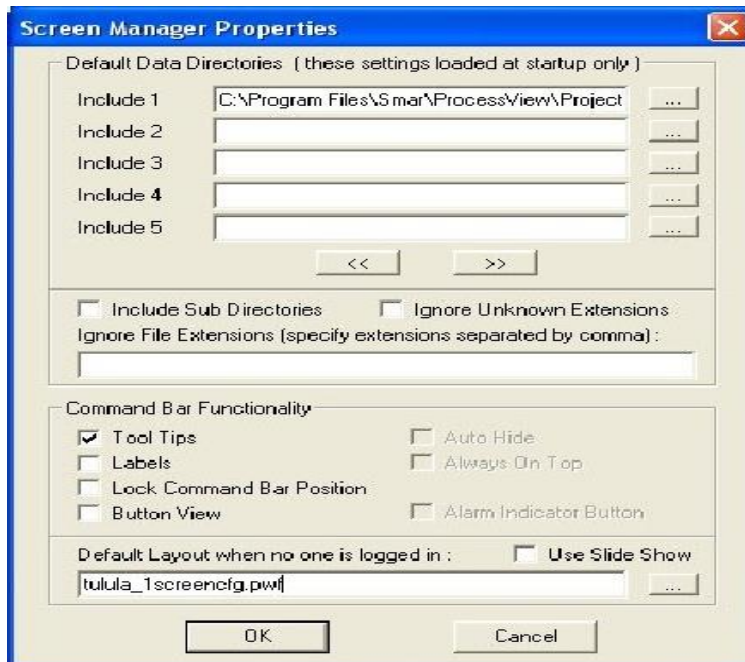 Screen Manager Properties
Default Data Directories ( these settings loaded at startup only )
Include 1 C:\Program Files\Smar\ProcessView\Project ...
Include 2 ...
Include 3 ...
Include 4 ...
Include 5 ...
<< >>
Include Sub Directories Ignore Unknown Extensions
Ignore File Extensions (specify extensions separated by comma) :
Command Bar Functionality
Tool Tips Auto Hide
Labels Always On Top
Lock Command Bar Position
Button View Alarm Indicator Button
Default Layout when no one is logged in : Use Slide Show
tulula_1screencfg.pwf ...
OK Cancel